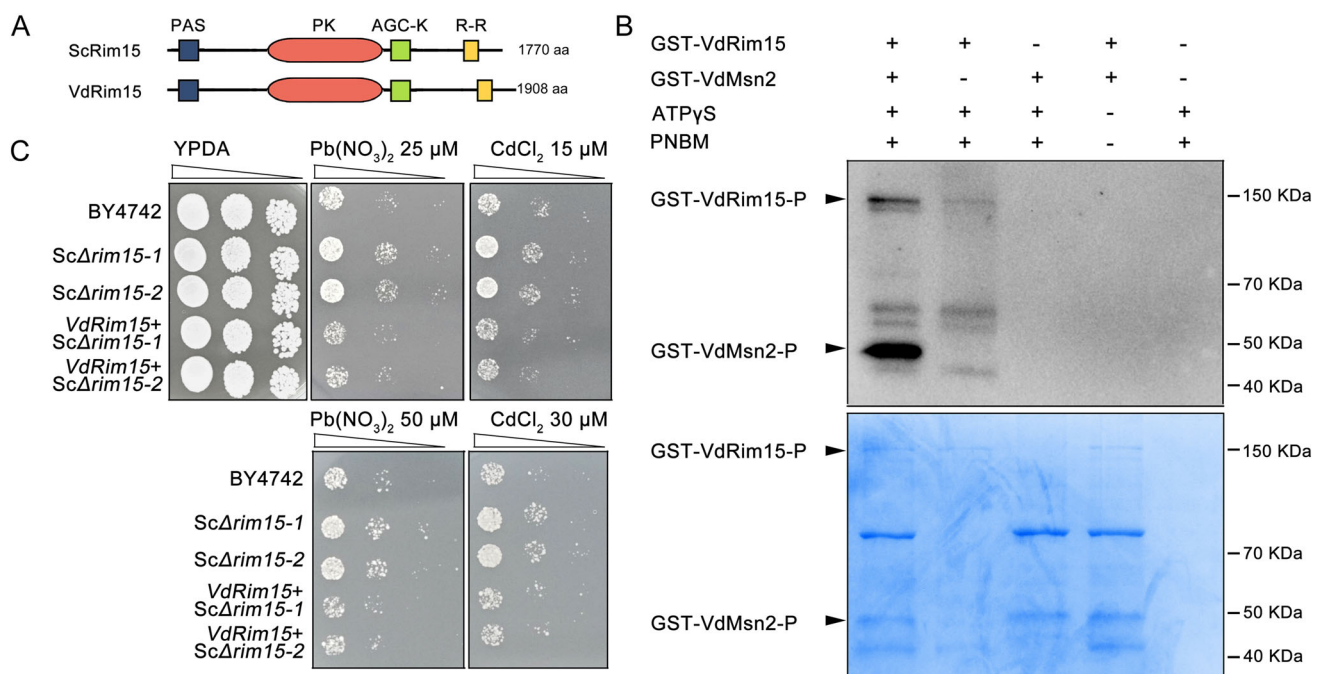 A
PAS PK AGC-K R-R
ScRim15 1770 aa
VdRim15 1908 aa
B
GST-VdRim15 + + - + -
GST-VdMsn2 + - + + -
ATPγS + + + - +
PNBM + + + - +
GST-VdRim15-P
GST-VdMsn2-P
150 KDa
70 KDa
50 KDa
40 KDa
GST-VdRim15-P
GST-VdMsn2-P
150 KDa
70 KDa
50 KDa
40 KDa
C
YPDA Pb(NO₃)₂ 25 μM CdCl₂ 15 μM
BY4742
ScΔrim15-1
ScΔrim15-2
VdRim15+
ScΔrim15-1
VdRim15+
ScΔrim15-2
Pb(NO₃)₂ 50 μM CdCl₂ 30 μM
BY4742
ScΔrim15-1
ScΔrim15-2
VdRim15+
ScΔrim15-1
VdRim15+
ScΔrim15-2